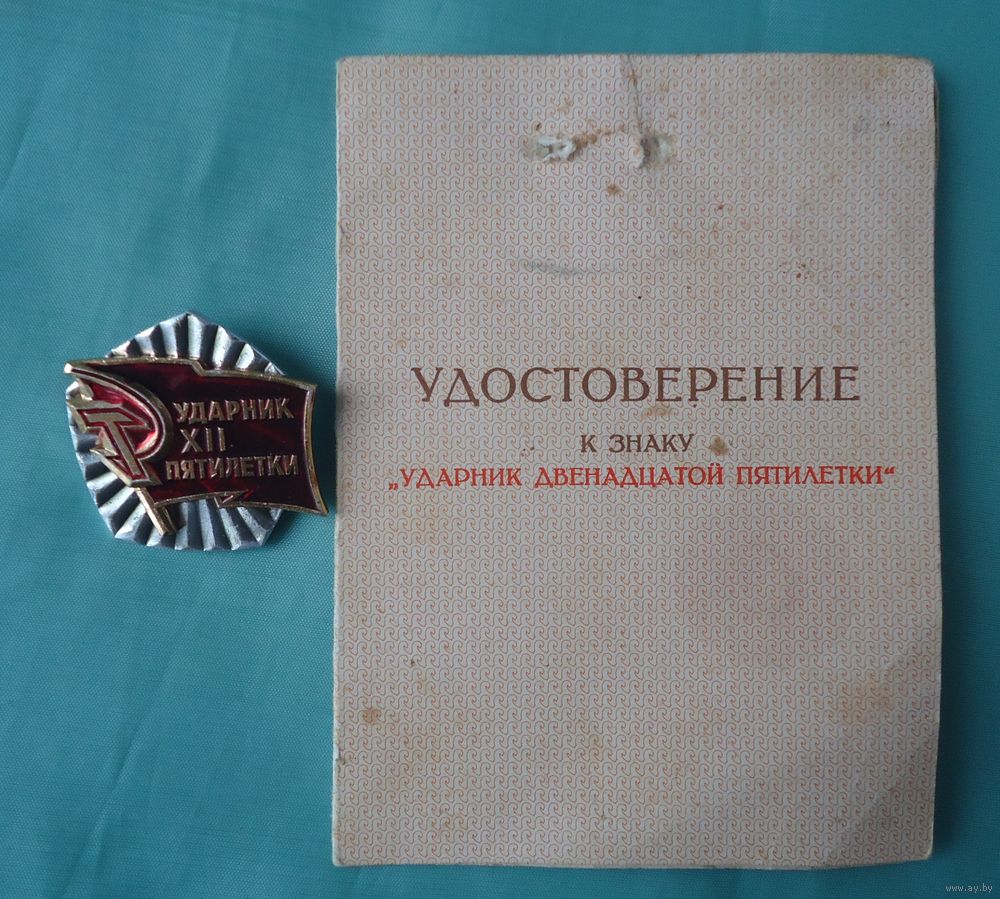 УДАРНИК
XII
ПЯТИЛЕТКИ
УДОСТОВЕРЕНИЕ
К ЗНАКУ
„УДАРНИК ДВЕНАДЦАТОЙ ПЯТИЛЕТКИ“
www.ay.by